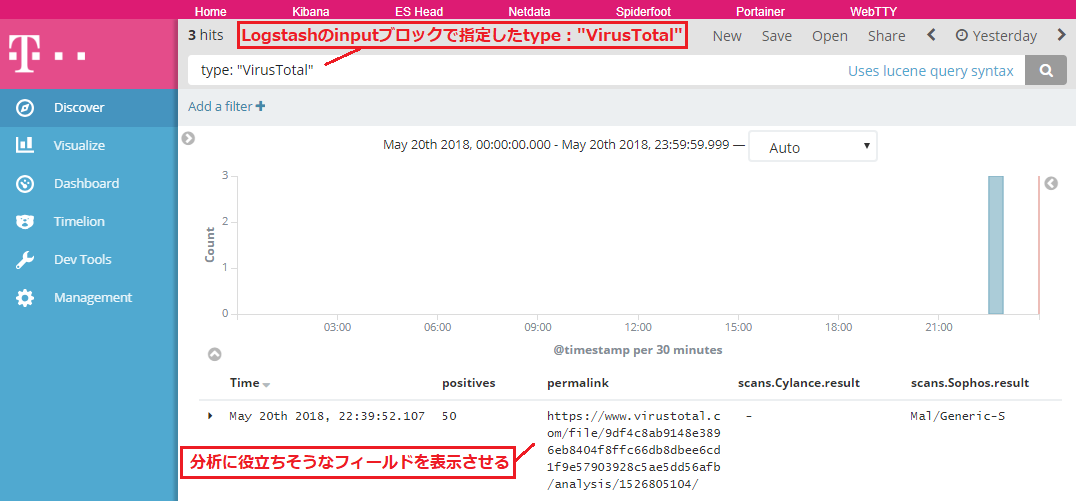 Home Kibana ES Head Netdata Spiderfoot Portainer WebTTY
T
3 hits Logstashのinputブロックで指定したtype : "VirusTotal" New Save Open Share Yesterday
type: "VirusTotal" Uses lucene query syntax
Add a filter
Discover
Visualize
Dashboard
Timelion
Dev Tools
Management
May 20th 2018, 00:00:00.000 - May 20th 2018, 23:59:59.999 — Auto
3
2
1
0
Count
03:00 06:00 09:00 12:00 15:00 18:00 21:00
@timestamp per 30 minutes
Time positives permalink scans.Cylance.result scans.Sophos.result
May 20th 2018, 22:39:52.107 50 https://www.virustotal.c - Mal/Generic-S
om/file/9df4c8ab9148e389
6eb8404f8ffc66db8dbee6cd
1f9e57903928c5ae5dd56afb
/analysis/1526805104/
分析に役立ちそうなフィールドを表示させる